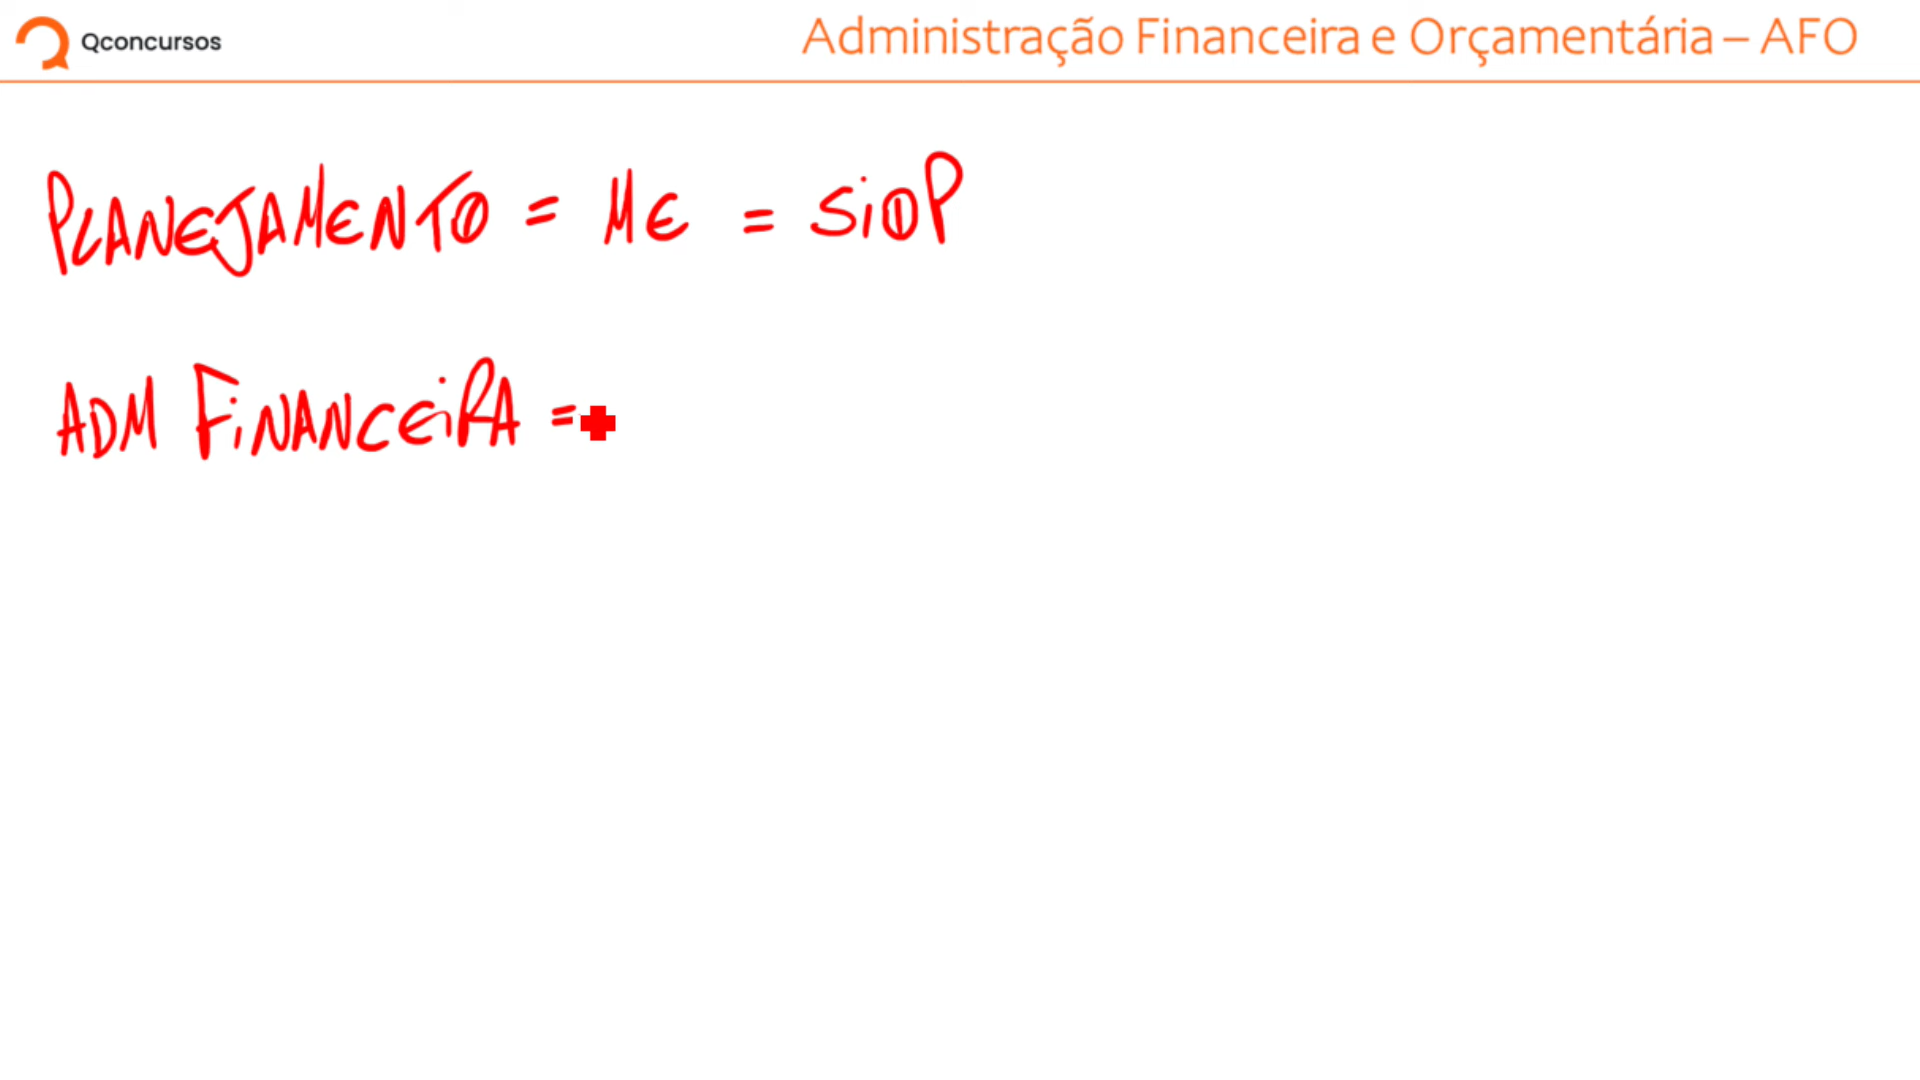 Qconcursos
Administração Financeira e Orçamentária – AFO
PLANEJAMENTO = ME = SiOP
ADM FiNANCEiRA =